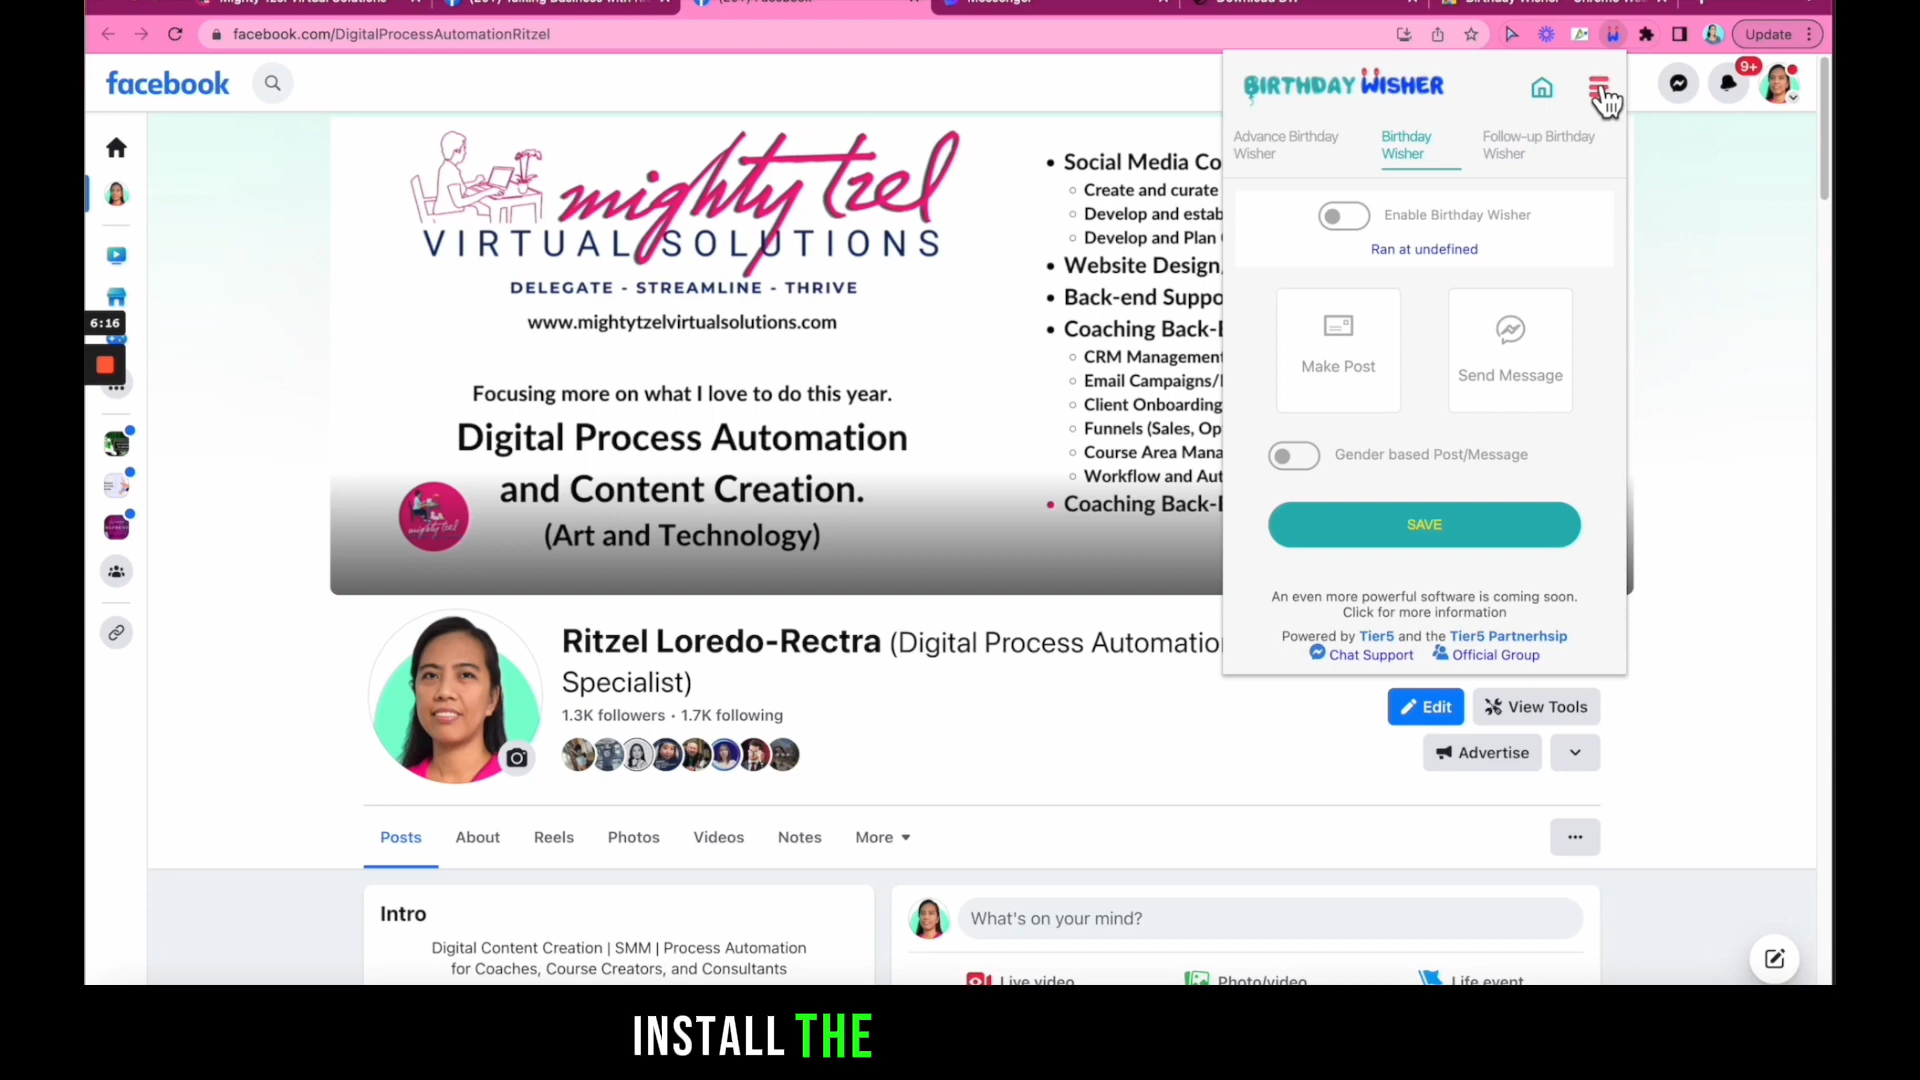 facebook.com/DigitalProcessAutomationRitzel
Update
facebook
9+
BIRTHDAY WISHER
Advance Birthday
Wisher
Birthday
Wisher
Follow-up Birthday
Wisher
Enable Birthday Wisher
Ran at undefined
Make Post
Send Message
Gender based Post/Message
SAVE
An even more powerful software is coming soon.
Click for more information
Powered by Tier5 and the Tier5 Partnerhsip
Chat Support
Official Group
mighty tzel
VIRTUAL SOLUTIONS
DELEGATE - STREAMLINE - THRIVE
www.mightytzelvirtualsolutions.com
Focusing more on what I love to do this year.
Digital Process Automation
and Content Creation.
(Art and Technology)
Social Media Co
Create and curate
Develop and estab
Develop and Plan
Website Design,
Back-end Suppo
Coaching Back-
CRM Management
Email Campaigns/
Client Onboarding
Funnels (Sales, Op
Course Area Mana
Workflow and Aut
Coaching Back-
6:16
Ritzel Loredo-Rectra (Digital Process Automatio
Specialist)
1.3K followers • 1.7K following
Edit
View Tools
Advertise
Posts
About
Reels
Photos
Videos
Notes
More
Intro
Digital Content Creation | SMM | Process Automation
for Coaches, Course Creators, and Consultants
What's on your mind?
Live video
Photo/video
Life event
INSTALL THE